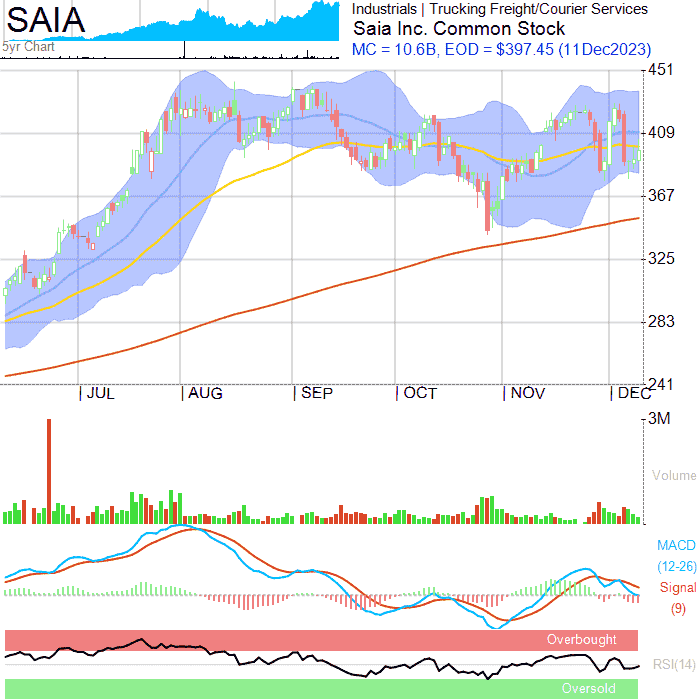 SAIA
5yr Chart
Industrials | Trucking Freight/Courier Services
Saia Inc. Common Stock
MC = 10.6B, EOD = $397.45 (11Dec2023)
451
409
367
325
283
241
|JUL |AUG |SEP |OCT |NOV |DEC
3M
Volume
MACD
(12-26)
Signal
(9)
Overbought
RSI(14)
Oversold